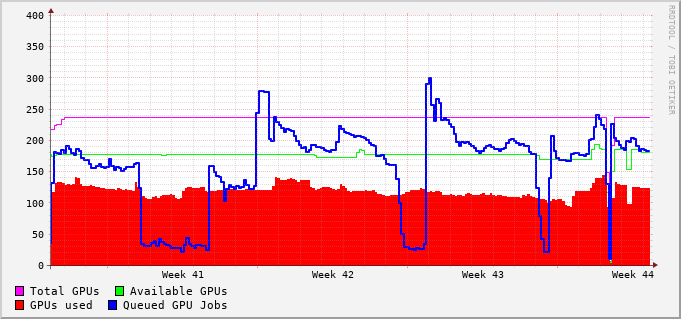 RRDTOOL / TOBI OETIKER
400
350
300
250
200
150
100
50
0
Week 41 Week 42 Week 43 Week 44
Total GPUs Available GPUs
GPUs used Queued GPU Jobs